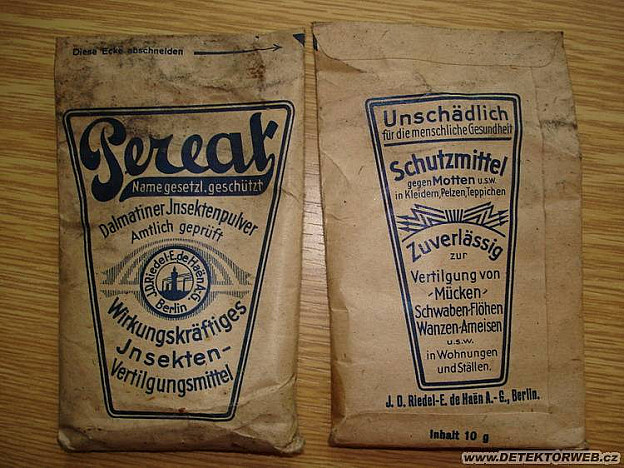 Diese Ecke abschneiden
Pereat
Name gesetzl. geschützt
Dalmatiner Jnsektenpulver
Amtlich geprüft
J.D.Riedel-E.de Haën A.G.
Berlin
Wirkungskräftiges
Jnsekten-
Vertilgungsmittel
Unschädlich
für die menschliche Gesundheit
Schutzmittel
gegen Motten u.s.w.
in Kleidern, Pelzen, Teppichen
Zuverlässig
zur
Vertilgung von
-Mücken-
Schwaben-Flöhen
Wanzen-Ameisen
u.s.w.
in Wohnungen
und Ställen.
J. D. Riedel-E. de Haën A.-G., Berlin.
Inhalt 10 g
www.DETEKTORWEB.cz